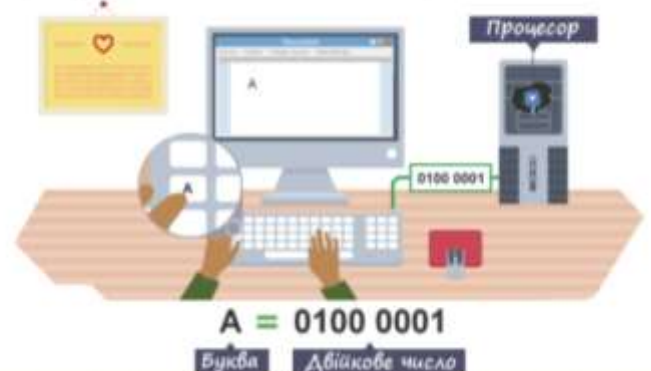 Процесор
A
A
0100 0001
A = 0100 0001
Буква
Двійкове число